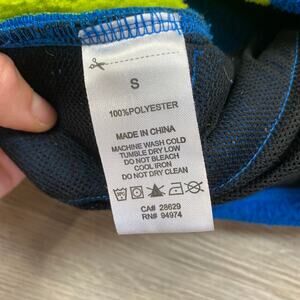 S
100%POLYESTER
MADE IN CHINA
MACHINE WASH COLD
TUMBLE DRY LOW
DO NOT BLEACH
COOL IRON
DO NOT DRY CLEAN
CA# 28629
RN# 94974